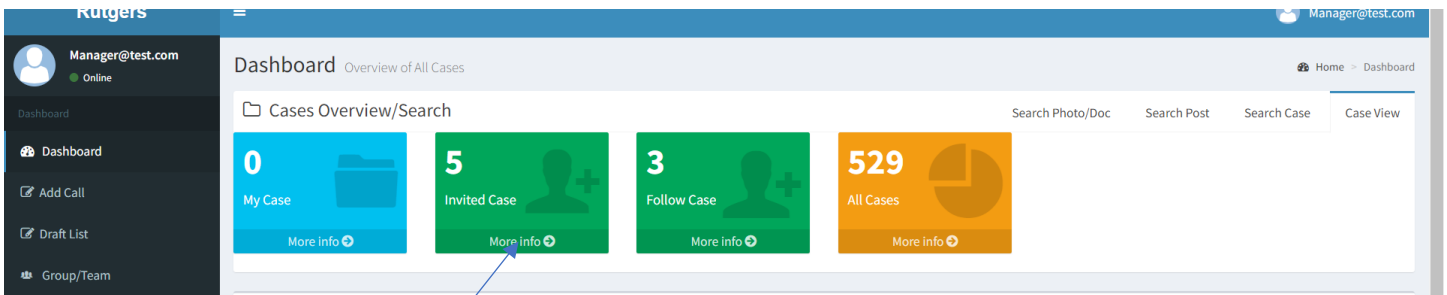 Rutgers
Manager@test.com
Manager@test.com
Online
Dashboard
Dashboard
Add Call
Draft List
Group/Team
Dashboard Overview of All Cases
Home > Dashboard
Cases Overview/Search
Search Photo/Doc Search Post Search Case Case View
0
My Case
More info
5
Invited Case
More info
3
Follow Case
More info
529
All Cases
More info